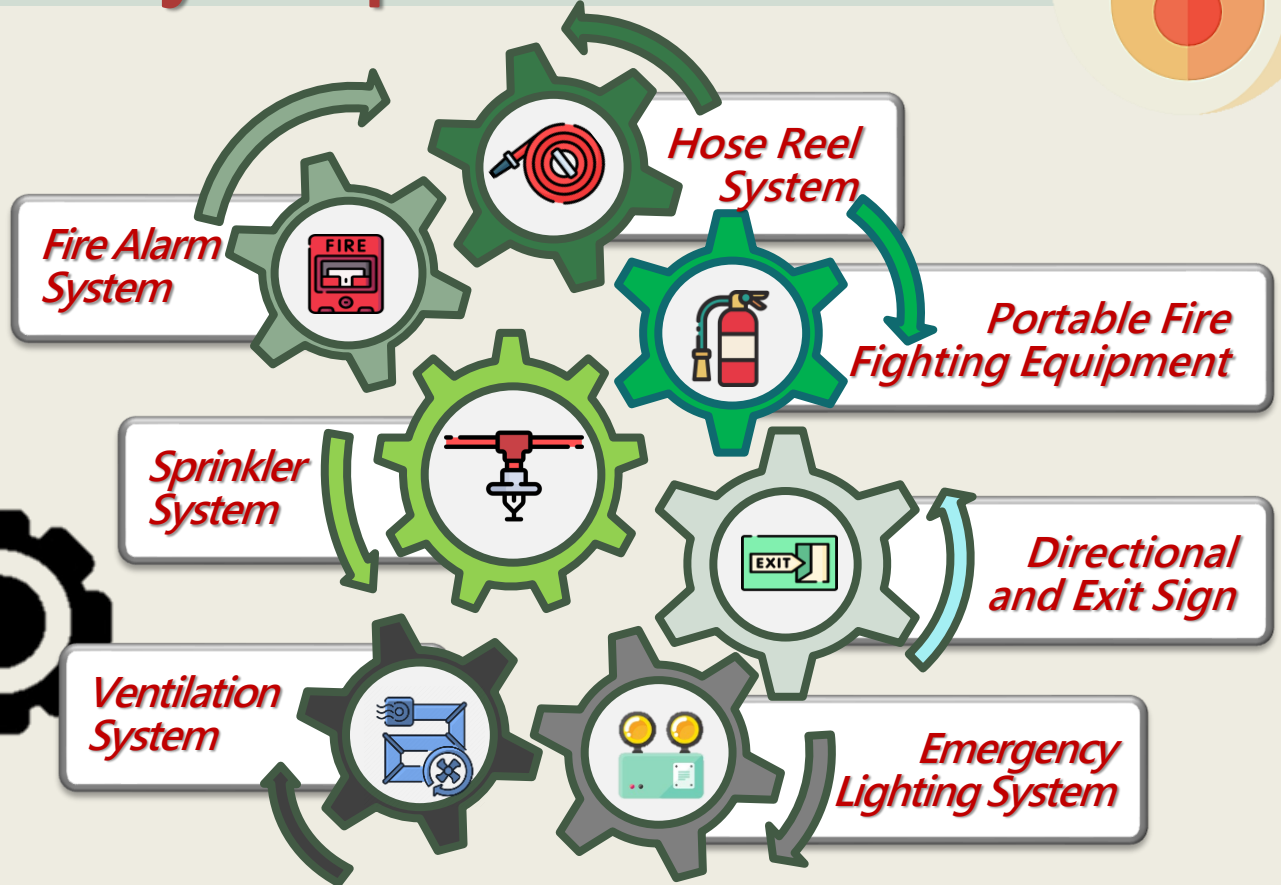 Hose Reel
System
Fire Alarm
System
FIRE
Portable Fire
Fighting Equipment
Sprinkler
System
EXIT
Directional
and Exit Sign
Ventilation
System
Emergency
Lighting System